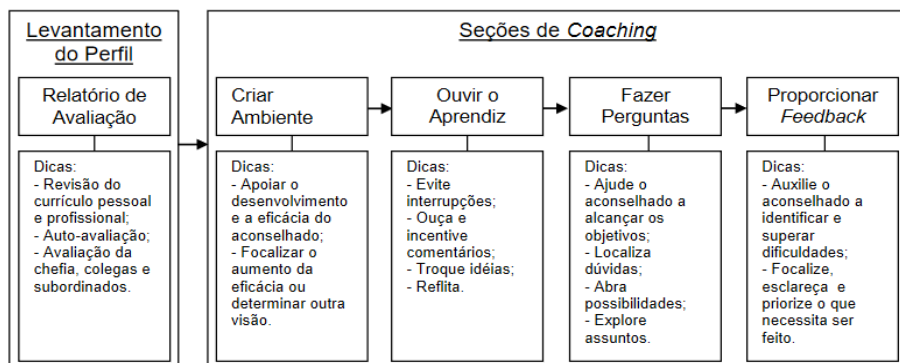 Levantamento
do Perfil
Seções de Coaching
Relatório de
Avaliação
Criar
Ambiente
Ouvir o
Aprendiz
Fazer
Perguntas
Proporcionar
Feedback
Dicas:
- Revisão do
currículo pessoal
e profissional;
- Auto-avaliação;
- Avaliação da
chefia, colegas e
subordinados.
Dicas:
- Apoiar o
desenvolvimento
e a eficácia do
aconselhado;
- Focalizar o
aumento da
eficácia ou
determinar outra
visão.
Dicas:
- Evite
interrupções;
- Ouça e
incentive
comentários;
- Troque idéias;
- Reflita.
Dicas:
- Ajude o
aconselhado a
alcançar os
objetivos;
- Localiza
dúvidas;
- Abra
possibilidades;
- Explore
assuntos.
Dicas:
- Auxilie o
aconselhado a
identificar e
superar
dificuldades;
- Focalize,
esclareça e
priorize o que
necessita ser
feito.